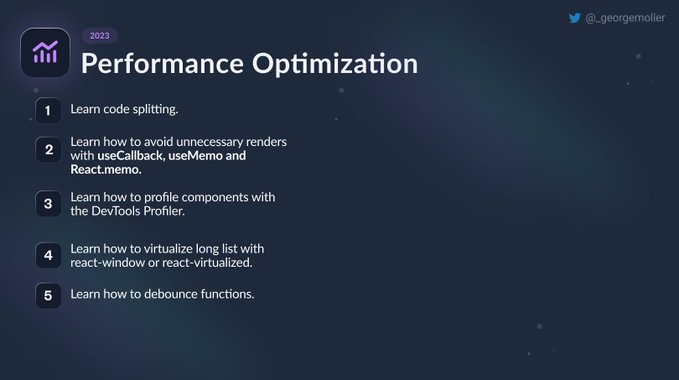 @_georgemoller
2023
Performance Optimization
1 Learn code splitting.
2 Learn how to avoid unnecessary renders
with useCallback, useMemo and
React.memo.
3 Learn how to profile components with
the DevTools Profiler.
4 Learn how to virtualize long list with
react-window or react-virtualized.
5 Learn how to debounce functions.